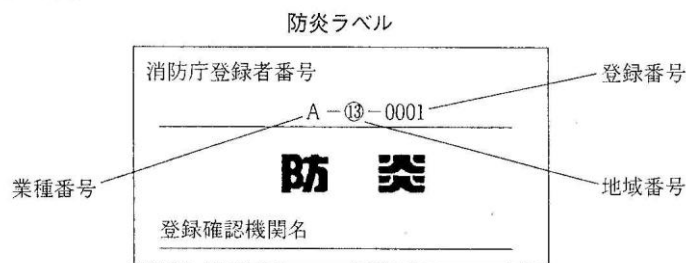 防炎ラベル
消防庁登録者番号
登録番号
A－⑬－0001
防 炎
業種番号
地域番号
登録確認機関名